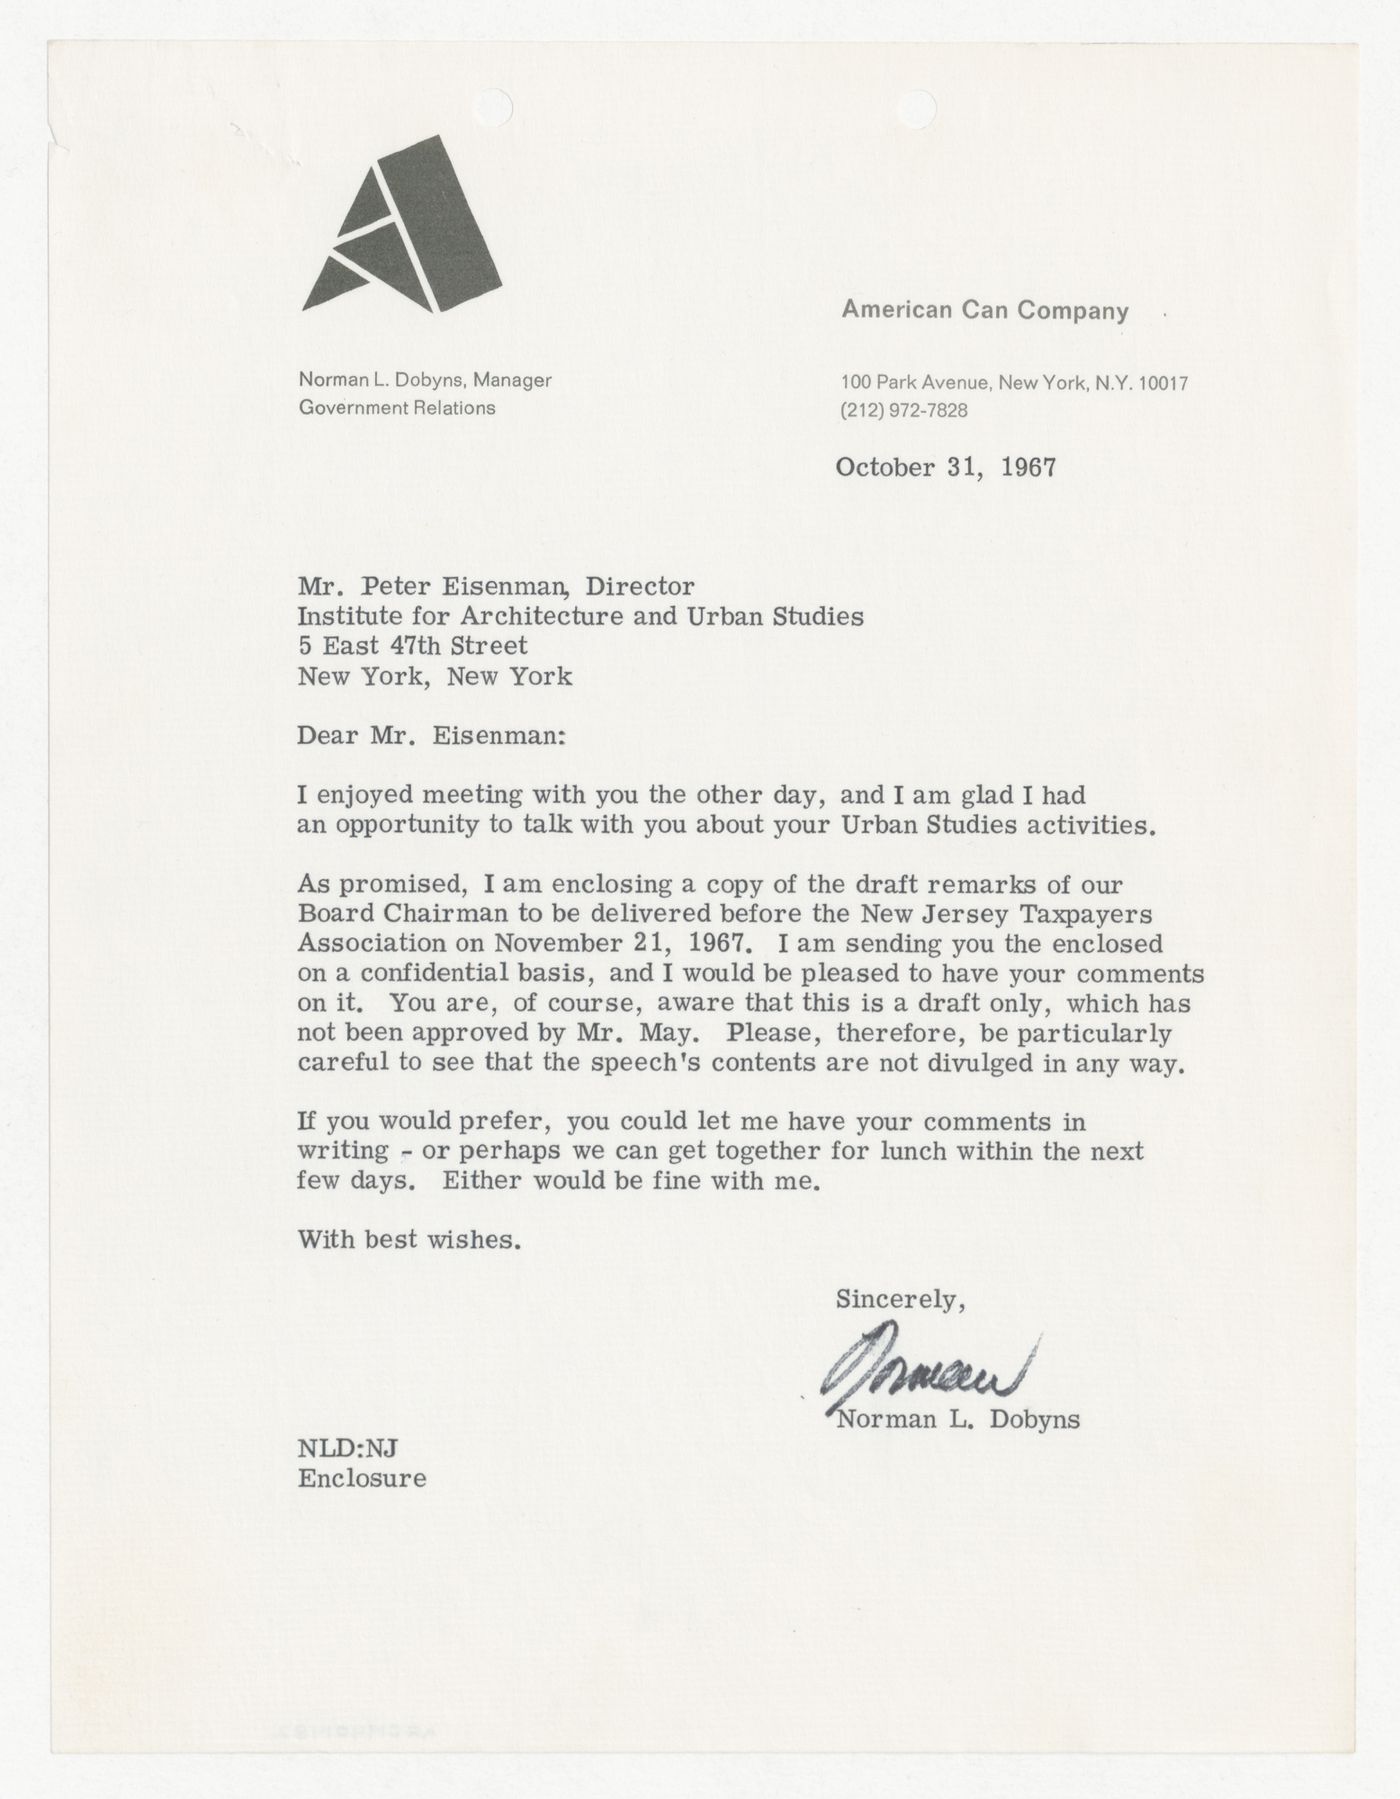 American Can Company
Norman L. Dobyns, Manager
Government Relations
100 Park Avenue, New York, N.Y. 10017
(212) 972-7828
October 31, 1967
Mr. Peter Eisenman, Director
Institute for Architecture and Urban Studies
5 East 47th Street
New York, New York
Dear Mr. Eisenman:
I enjoyed meeting with you the other day, and I am glad I had
an opportunity to talk with you about your Urban Studies activities.
As promised, I am enclosing a copy of the draft remarks of our
Board Chairman to be delivered before the New Jersey Taxpayers
Association on November 21, 1967. I am sending you the enclosed
on a confidential basis, and I would be pleased to have your comments
on it. You are, of course, aware that this is a draft only, which has
not been approved by Mr. May. Please, therefore, be particularly
careful to see that the speech's contents are not divulged in any way.
If you would prefer, you could let me have your comments in
writing - or perhaps we can get together for lunch within the next
few days. Either would be fine with me.
With best wishes.
Sincerely,
Norman
Norman L. Dobyns
NLD:NJ
Enclosure